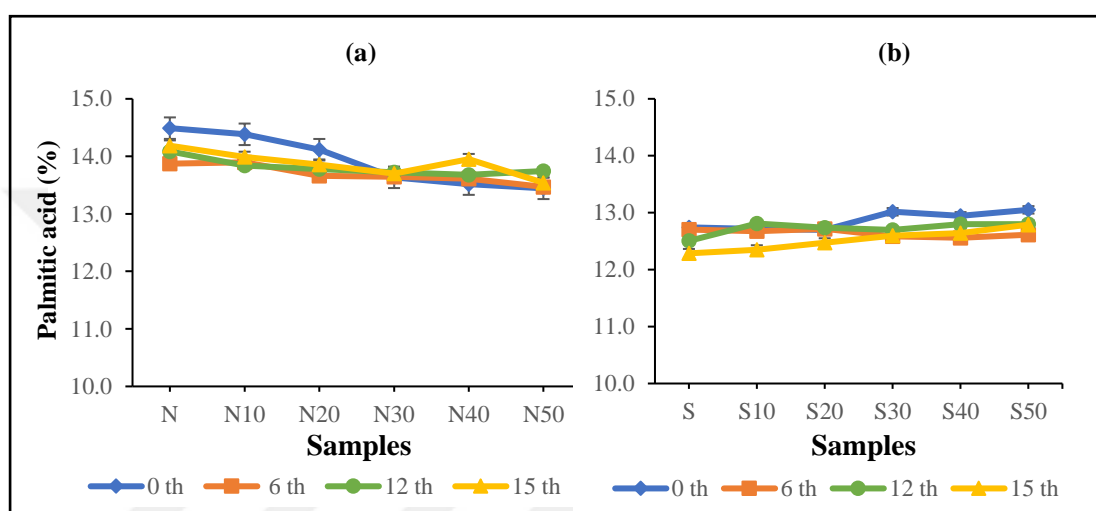 (a)
Palmitic acid (%)
15.0
14.0
13.0
12.0
11.0
10.0
N N10 N20 N30 N40 N50
Samples
0 th 6 th 12 th 15 th
(b)
15.0
14.0
13.0
12.0
11.0
10.0
S S10 S20 S30 S40 S50
Samples
0 th 6 th 12 th 15 th